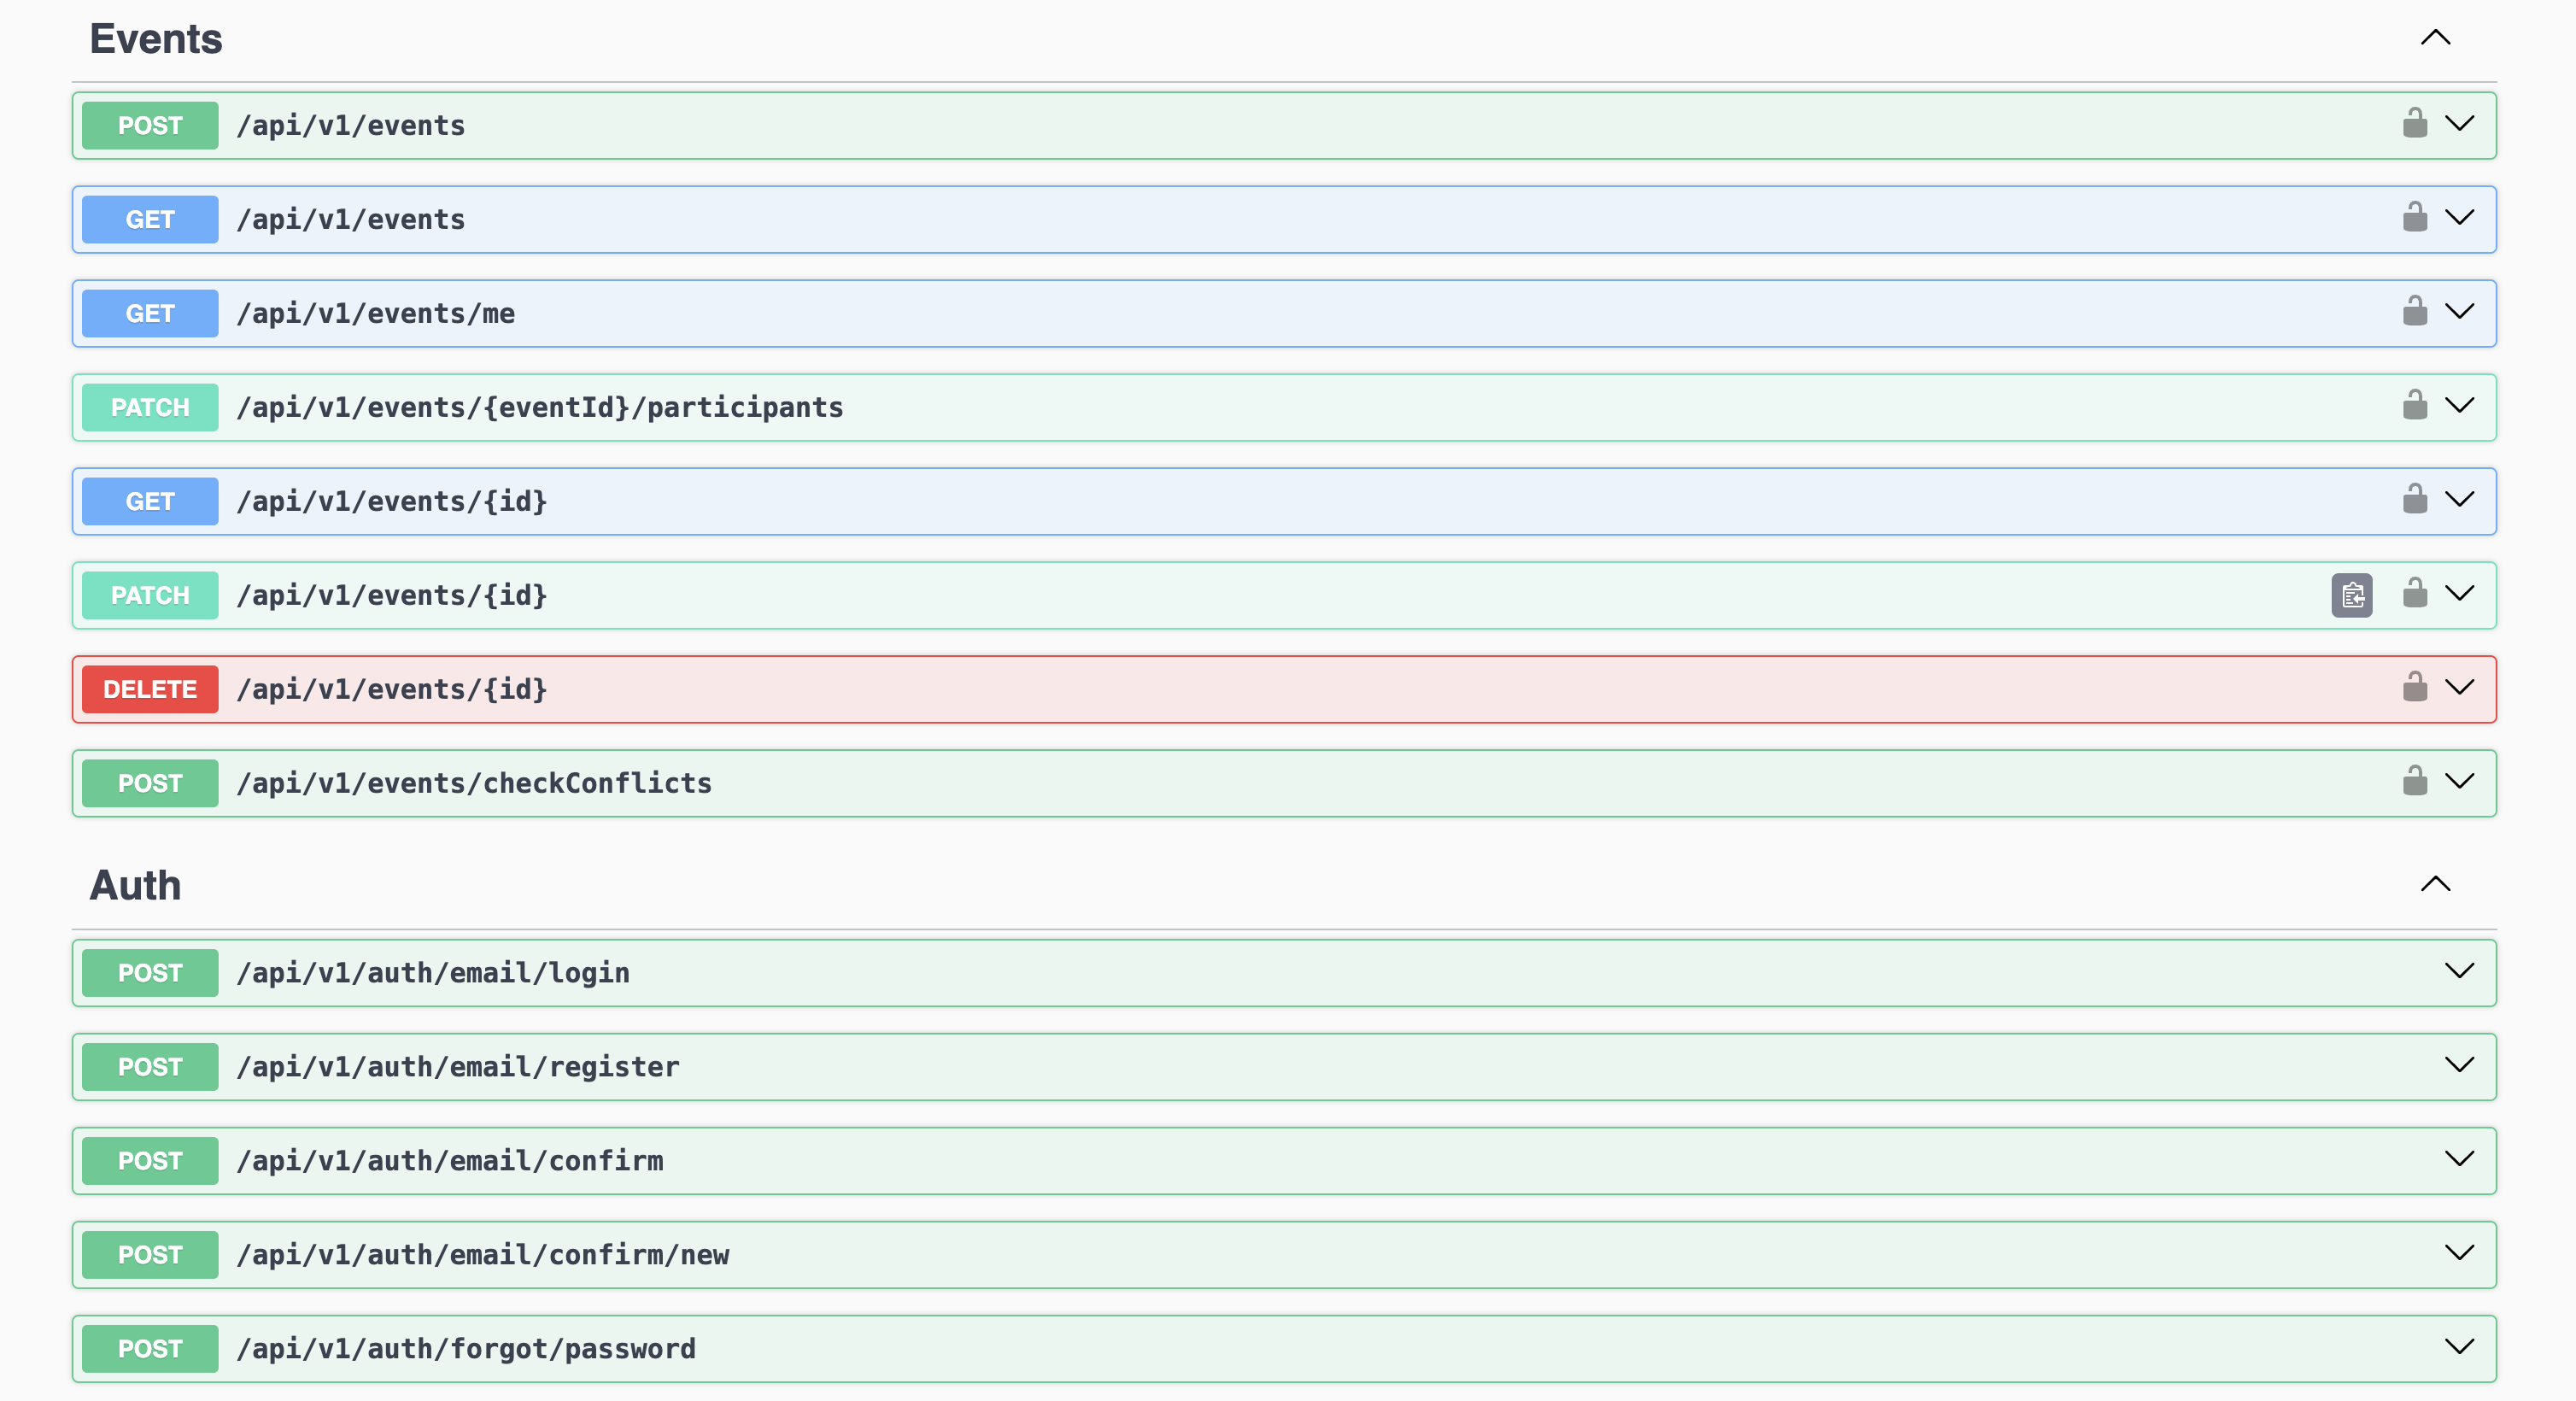 Events
POST /api/v1/events
GET /api/v1/events
GET /api/v1/events/me
PATCH /api/v1/events/{eventId}/participants
GET /api/v1/events/{id}
PATCH /api/v1/events/{id}
DELETE /api/v1/events/{id}
POST /api/v1/events/checkConflicts
Auth
POST /api/v1/auth/email/login
POST /api/v1/auth/email/register
POST /api/v1/auth/email/confirm
POST /api/v1/auth/email/confirm/new
POST /api/v1/auth/forgot/password